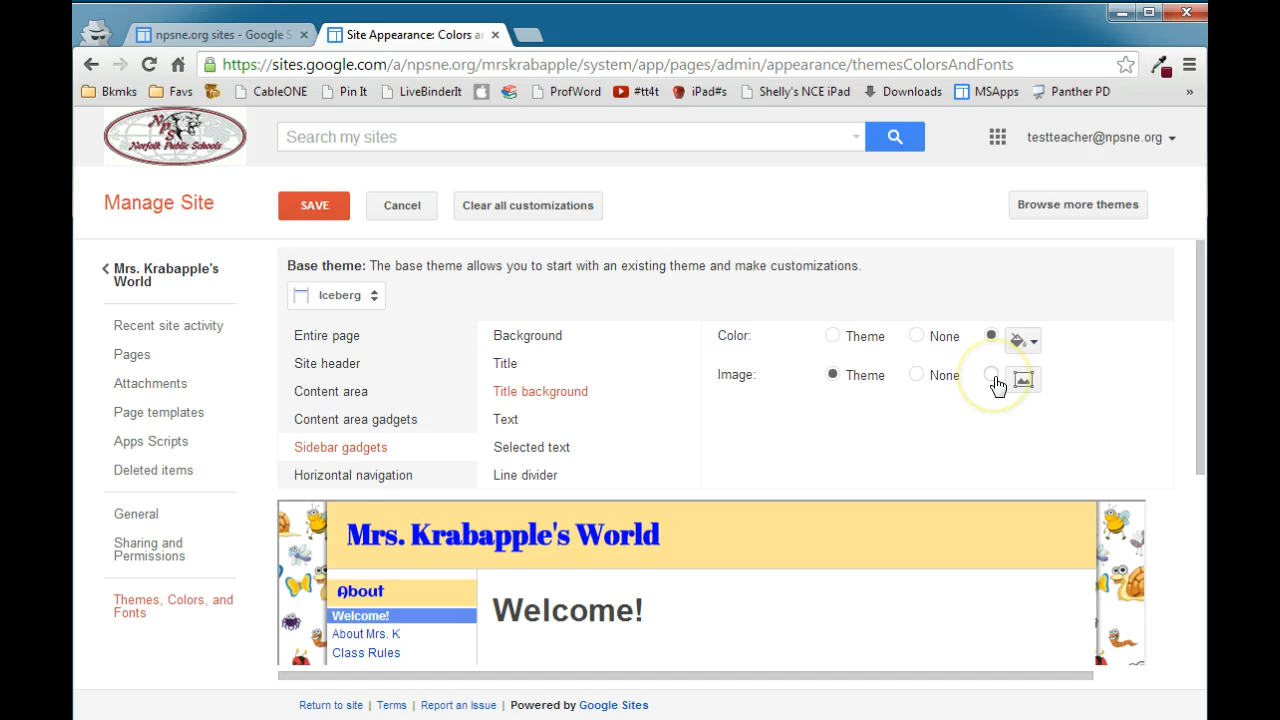 npsne.org sites - Google S
Site Appearance: Colors a
https://sites.google.com/a/npsne.org/mrskrabapple/system/app/pages/admin/appearance/themesColorsAndFonts
Bkmks Favs CableONE Pin It LiveBinderIt ProfWord #tt4t iPad#s Shelly's NCE iPad Downloads MSApps Panther PD »
NPS
Norfolk Public Schools
Search my sites
testteacher@npsne.org
Manage Site
SAVE Cancel Clear all customizations Browse more themes
Mrs. Krabapple's
World
Recent site activity
Pages
Attachments
Page templates
Apps Scripts
Deleted items
General
Sharing and
Permissions
Themes, Colors, and
Fonts
Base theme: The base theme allows you to start with an existing theme and make customizations.
Iceberg
Entire page
Site header
Content area
Content area gadgets
Sidebar gadgets
Horizontal navigation
Background
Title
Title background
Text
Selected text
Line divider
Color: Theme None
Image: Theme None
Mrs. Krabapple's World
About
Welcome!
About Mrs. K
Class Rules
Welcome!
Return to site | Terms | Report an Issue | Powered by Google Sites